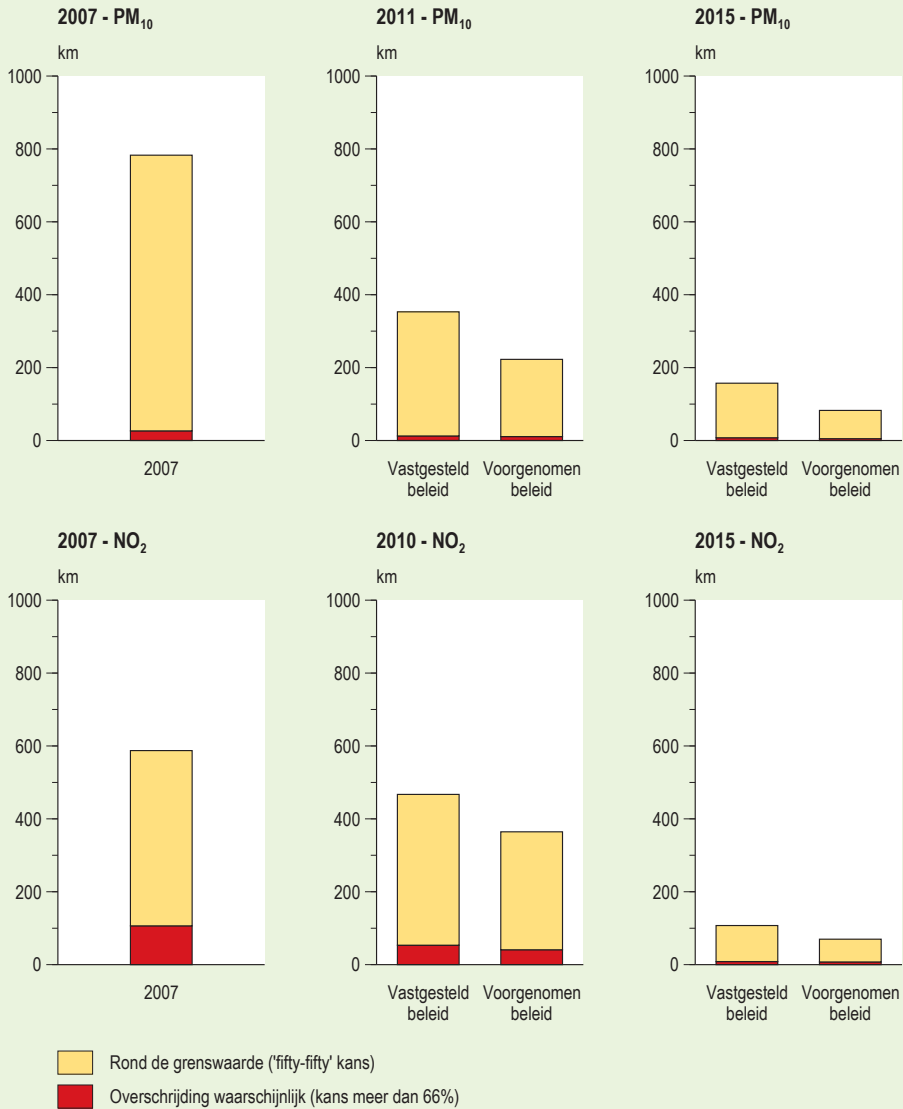 2007 - PM₁₀
km
1000
800
600
400
200
0
2007
2011 - PM₁₀
km
1000
800
600
400
200
0
Vastgesteld beleid
Voorgenomen beleid
2015 - PM₁₀
km
1000
800
600
400
200
0
Vastgesteld beleid
Voorgenomen beleid
2007 - NO₂
km
1000
800
600
400
200
0
2007
2010 - NO₂
km
1000
800
600
400
200
0
Vastgesteld beleid
Voorgenomen beleid
2015 - NO₂
km
1000
800
600
400
200
0
Vastgesteld beleid
Voorgenomen beleid
Rond de grenswaarde ('fifty-fifty' kans)
Overschrijding waarschijnlijk (kans meer dan 66%)